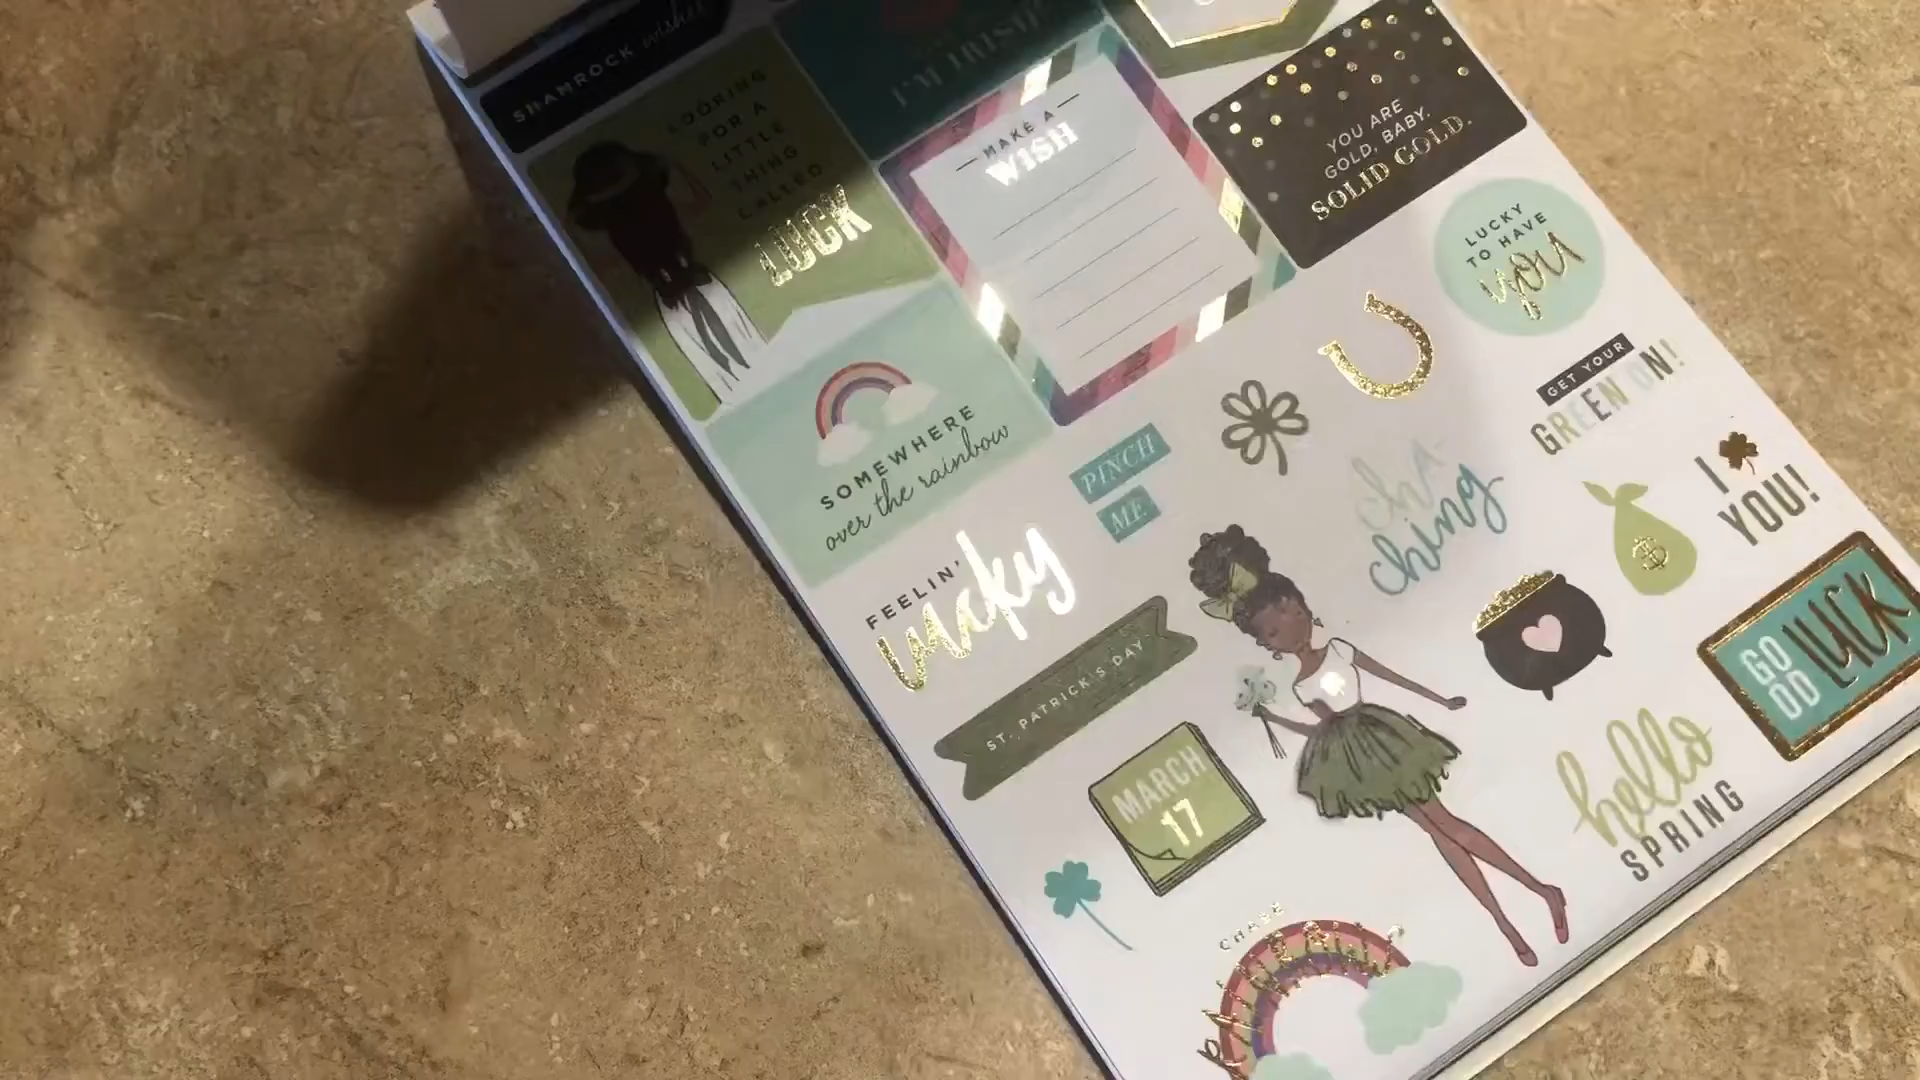 SHAMROCK wishes
I'M IRISH
LOOKING
FOR A
LITTLE
THING
CALLED
LUCK
MAKE A
WISH
YOU ARE
GOLD, BABY.
SOLID GOLD.
LUCKY
TO HAVE
you
SOMEWHERE
over the rainbow
PINCH
ME
GET YOUR
GREEN ON!
cha-
ching
I
YOU!
FEELIN'
lucky
$
ST. PATRICK'S DAY
GO
OD
LUCK
MARCH
17
hello
SPRING
CHASE
rainbows